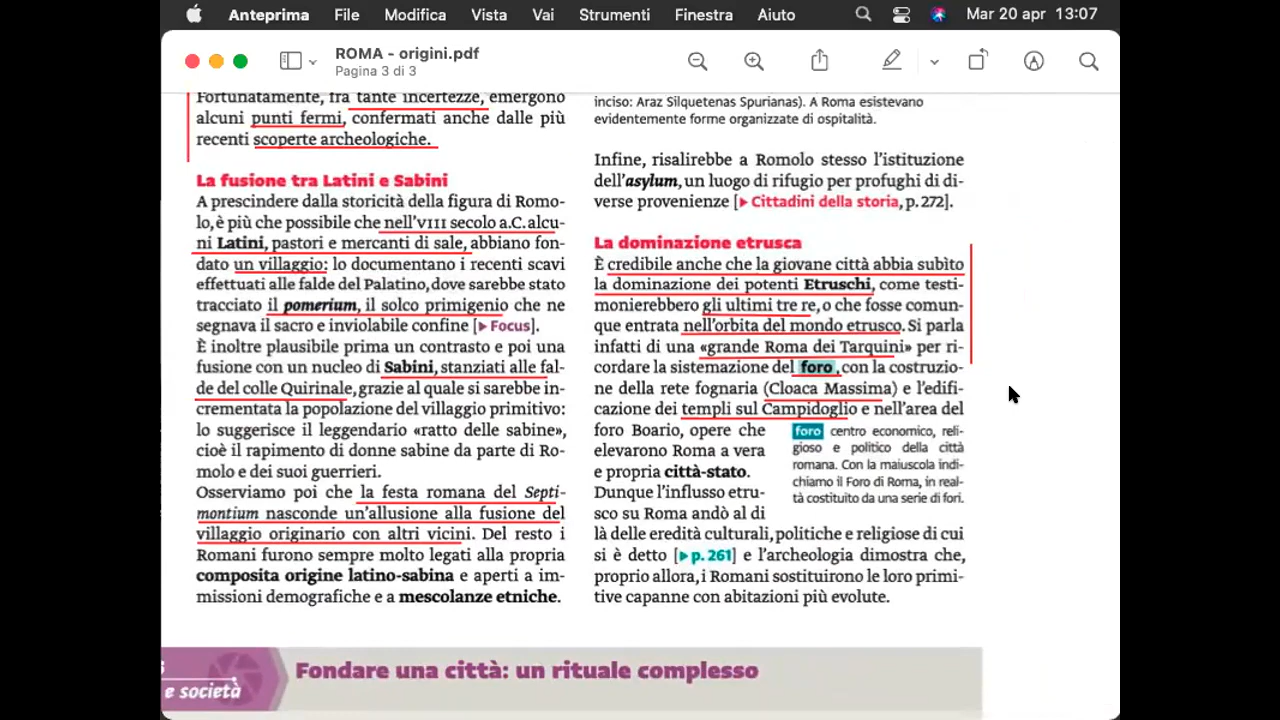 Anteprima File Modifica Vista Vai Strumenti Finestra Aiuto Mar 20 apr 13:07
ROMA - origini.pdf
Pagina 3 di 3
Fortunatamente, fra tante incertezze, emergono
alcuni punti fermi, confermati anche dalle più
recenti scoperte archeologiche.
La fusione tra Latini e Sabini
A prescindere dalla storicità della figura di Romo-
lo, è più che possibile che nell'VIII secolo a.C. alcu-
ni Latini, pastori e mercanti di sale, abbiano fon-
dato un villaggio: lo documentano i recenti scavi
effettuati alle falde del Palatino, dove sarebbe stato
tracciato il pomerium, il solco primigenio che ne
segnava il sacro e inviolabile confine [▸Focus].
È inoltre plausibile prima un contrasto e poi una
fusione con un nucleo di Sabini, stanziati alle fal-
de del colle Quirinale, grazie al quale si sarebbe in-
crementata la popolazione del villaggio primitivo:
lo suggerisce il leggendario «ratto delle sabine»,
cioè il rapimento di donne sabine da parte di Ro-
molo e dei suoi guerrieri.
Osserviamo poi che la festa romana del Septi-
montium nasconde un'allusione alla fusione del
villaggio originario con altri vicini. Del resto i
Romani furono sempre molto legati alla propria
composita origine latino-sabina e aperti a im-
missioni demografiche e a mescolanze etniche.
inciso: Araz Silquetenas Spurianas). A Roma esistevano
evidentemente forme organizzate di ospitalità.
Infine, risalirebbe a Romolo stesso l'istituzione
dell'asylum, un luogo di rifugio per profughi di di-
verse provenienze [▸Cittadini della storia, p. 272].
La dominazione etrusca
È credibile anche che la giovane città abbia subìto
la dominazione dei potenti Etruschi, come testi-
monierebbero gli ultimi tre re, o che fosse comun-
que entrata nell'orbita del mondo etrusco. Si parla
infatti di una «grande Roma dei Tarquini» per ri-
cordare la sistemazione del foro, con la costruzio-
ne della rete fognaria (Cloaca Massima) e l'edifi-
cazione dei templi sul Campidoglio e nell'area del
foro Boario, opere che
elevarono Roma a vera
e propria città-stato.
Dunque l'influsso etru-
sco su Roma andò al di
là delle eredità culturali, politiche e religiose di cui
si è detto [▸p. 261] e l'archeologia dimostra che,
proprio allora, i Romani sostituirono le loro primi-
tive capanne con abitazioni più evolute.
foro centro economico, reli-
gioso e politico della città
romana. Con la maiuscola indi-
chiamo il Foro di Roma, in real-
tà costituito da una serie di fori.
e società
Fondare una città: un rituale complesso